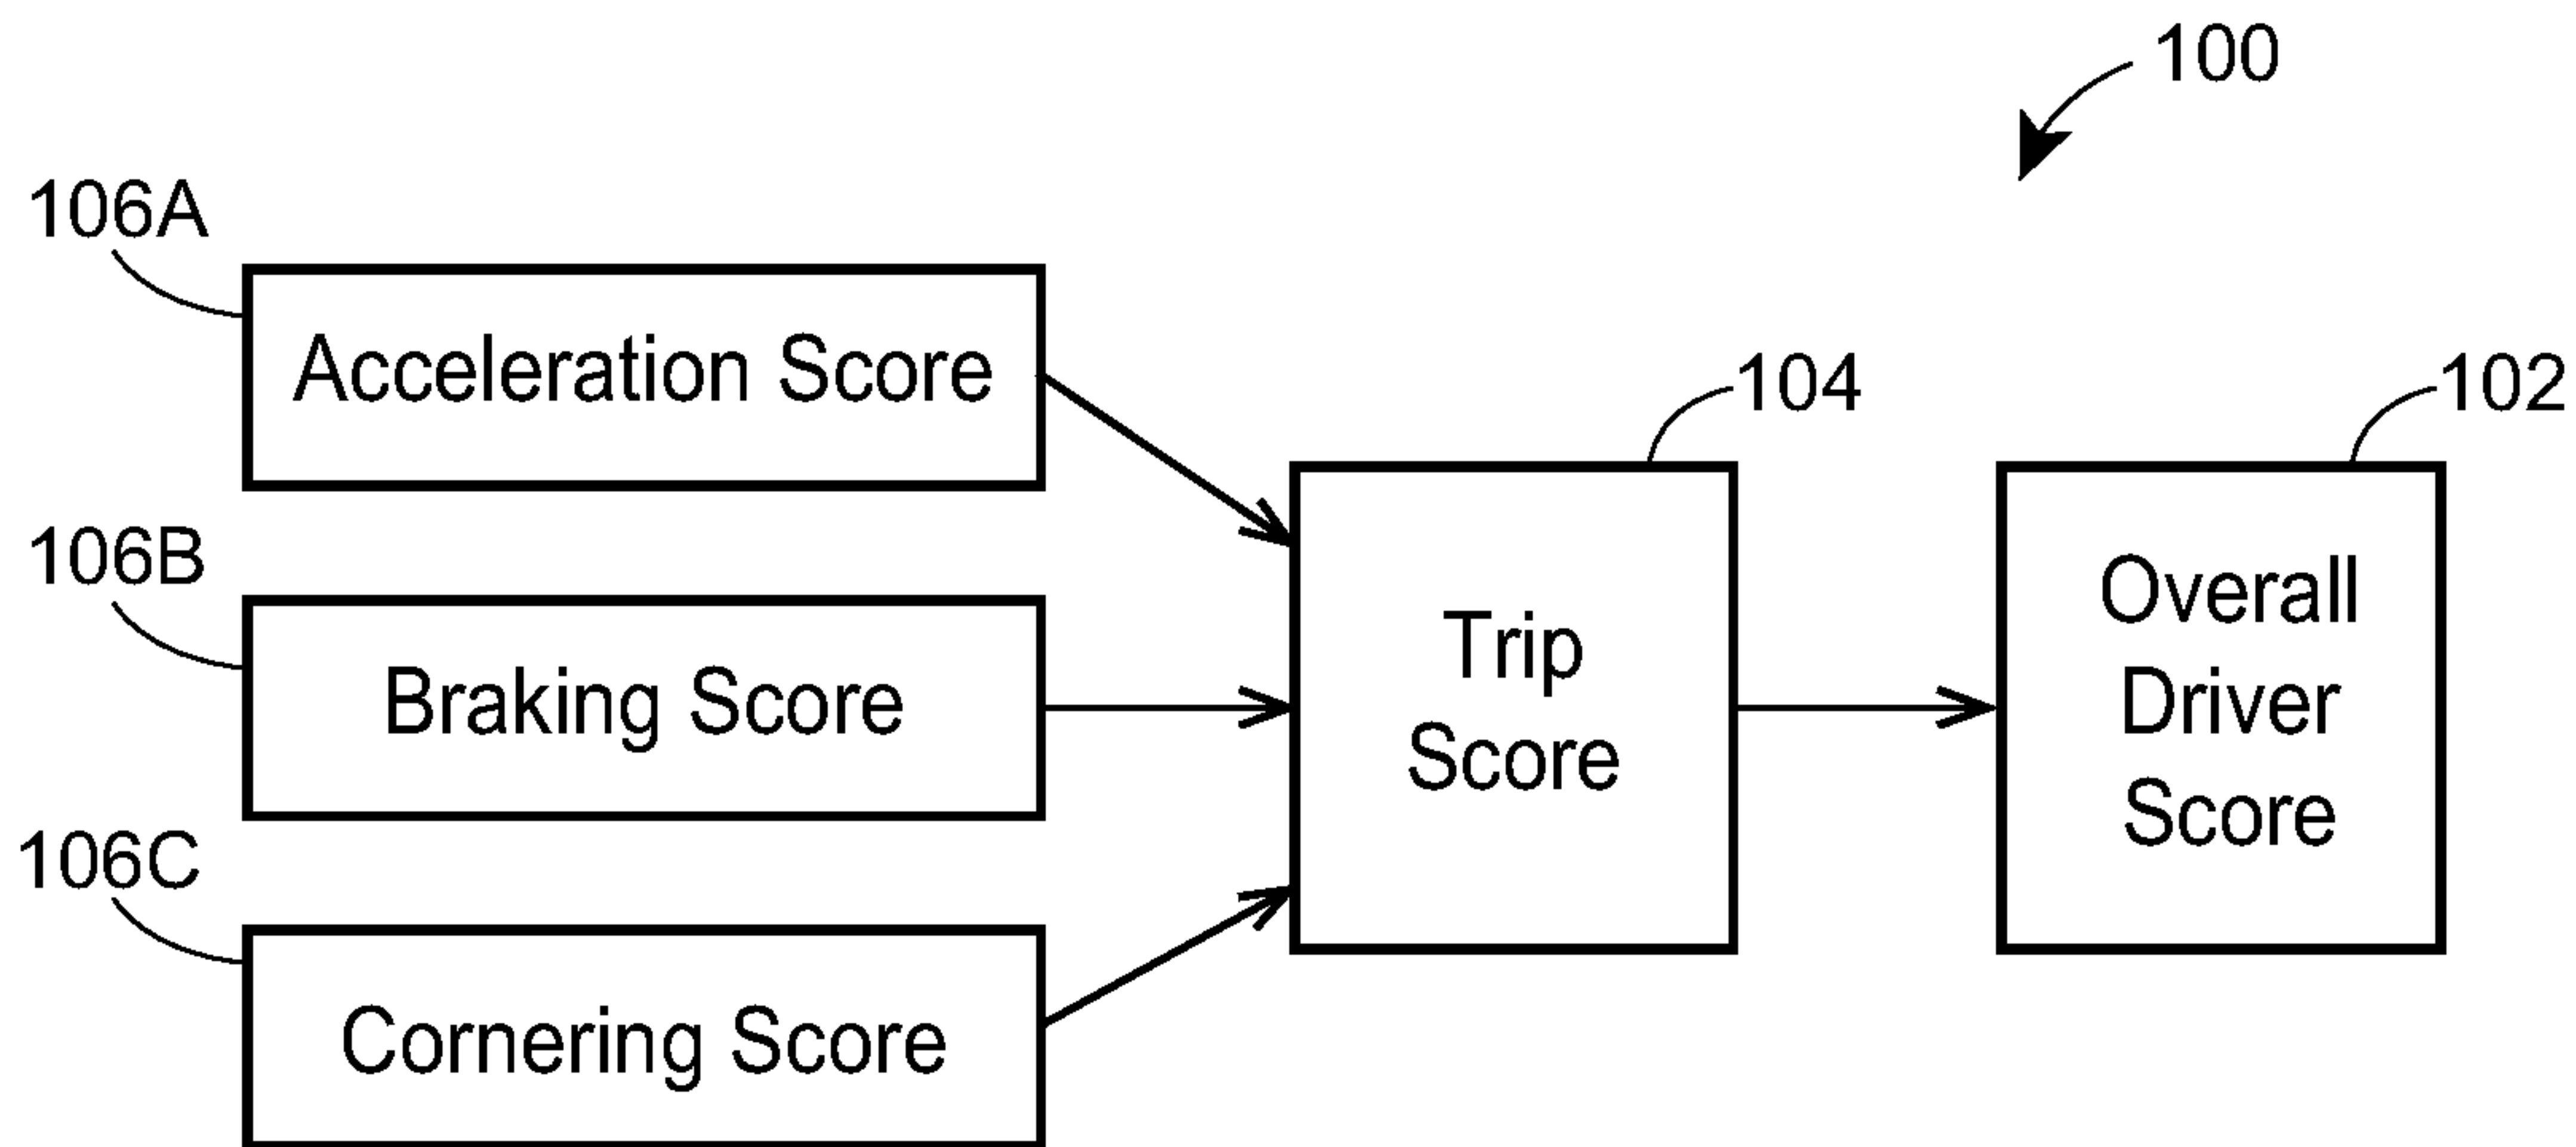 100
106A
Acceleration Score
106B
Braking Score
106C
Cornering Score
104
Trip
Score
102
Overall
Driver
Score